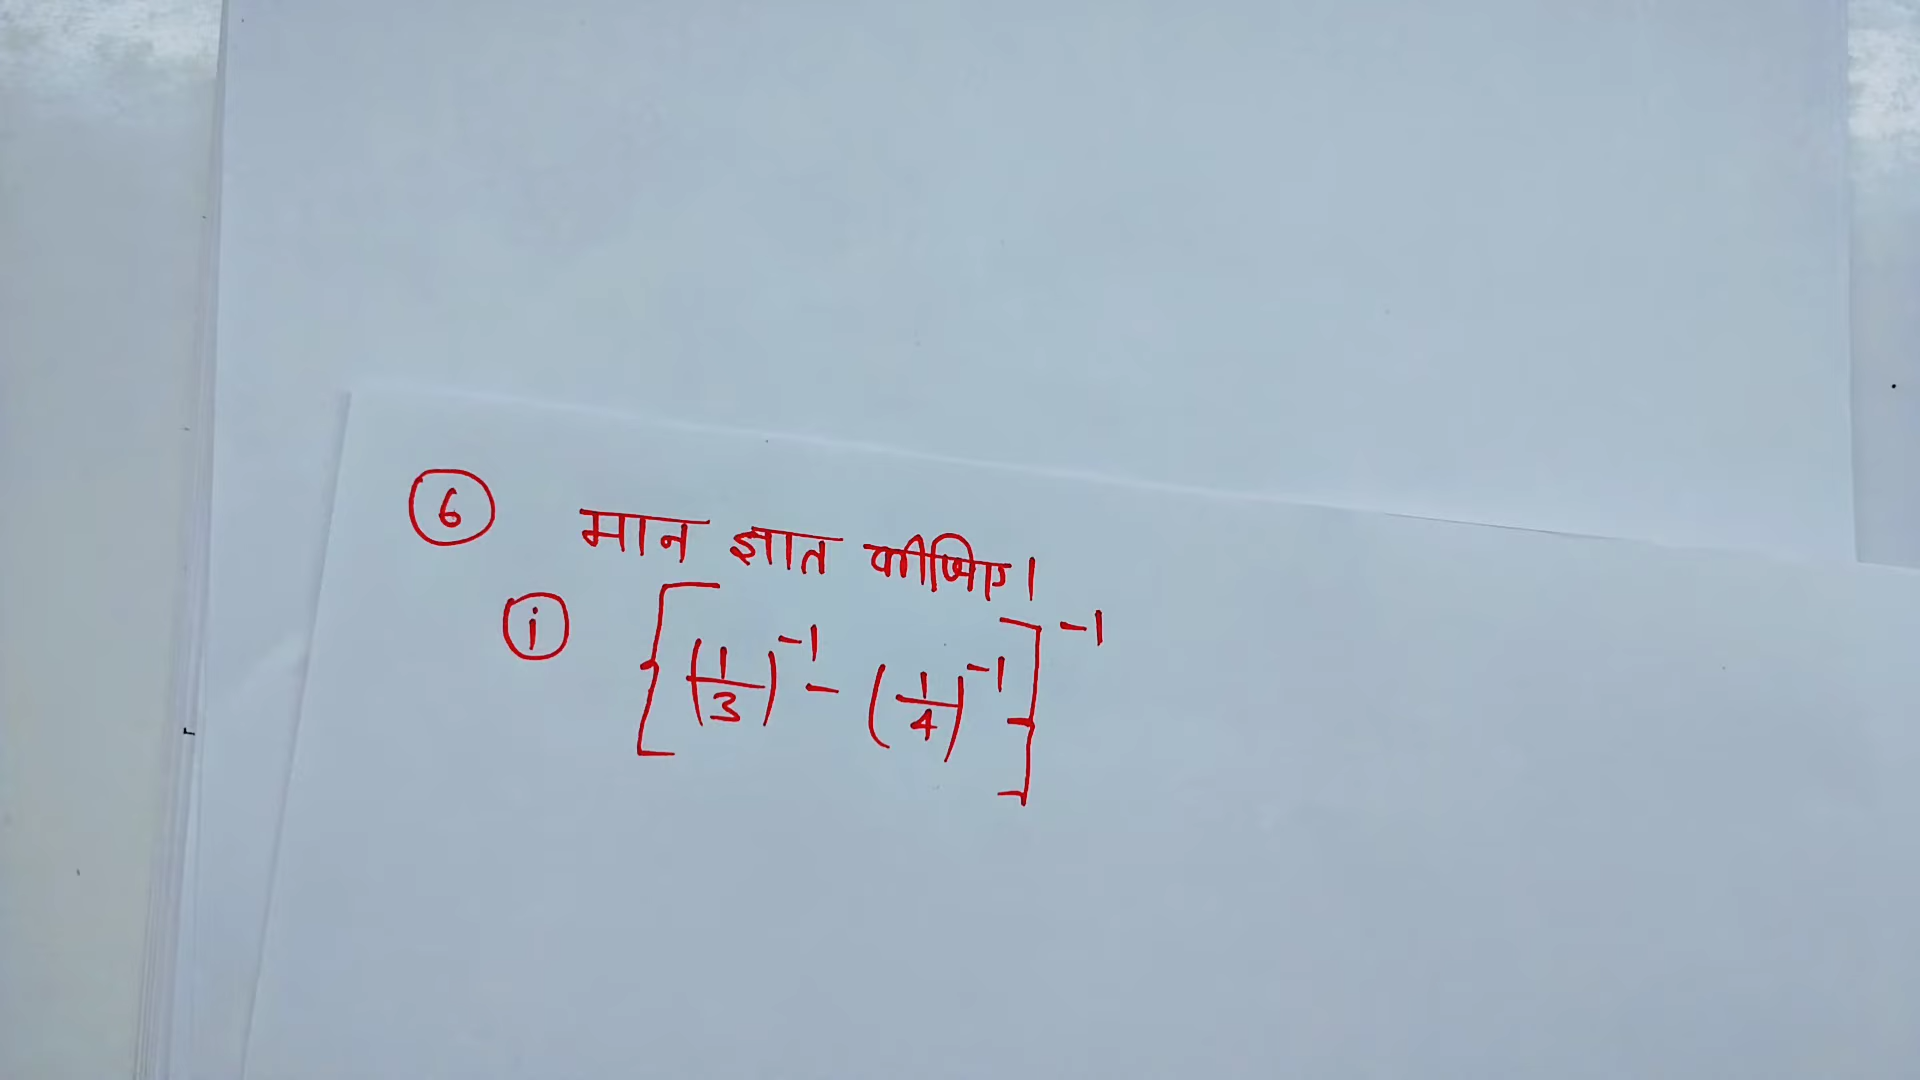 6 मान ज्ञात कीजिए।
i [(1/3)^-1 - (1/4)^-1]^-1